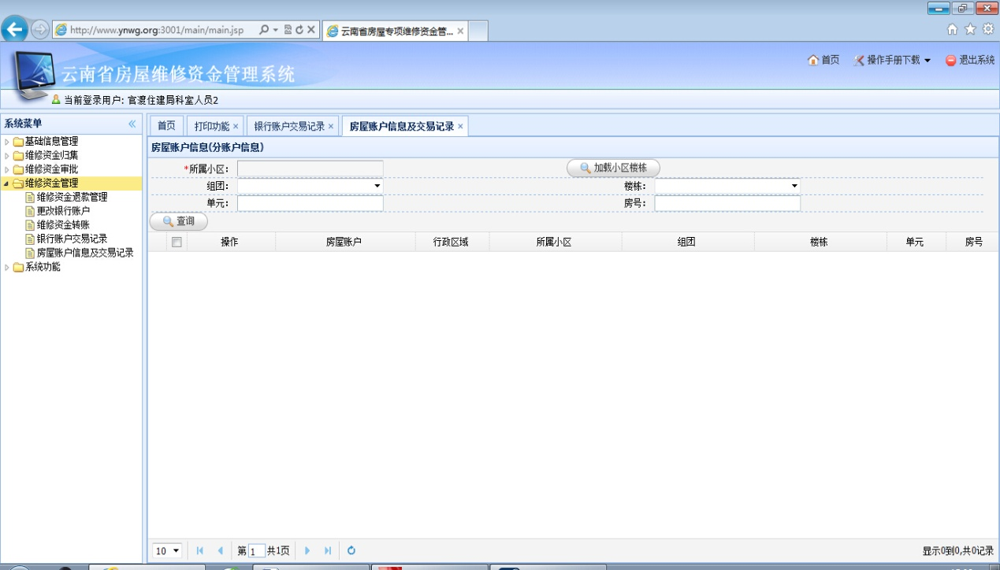 http://www.ynwg.org:3001/main/main.jsp
云南省房屋专项维修资金管...
云南省房屋维修资金管理系统
首页 操作手册下载 退出系统
当前登录用户: 官渡住建局科室人员2
系统菜单
基础信息管理
维修资金归集
维修资金审批
维修资金管理
维修资金退款管理
更改银行账户
维修资金转账
银行账户交易记录
房屋账户信息及交易记录
系统功能
首页 打印功能 银行账户交易记录 房屋账户信息及交易记录
房屋账户信息(分账户信息)
*所属小区: 加载小区楼栋
组团: 楼栋:
单元: 房号:
查询
操作 房屋账户 行政区域 所属小区 组团 楼栋 单元 房号
10 第 1 共1页 显示0到0,共0记录